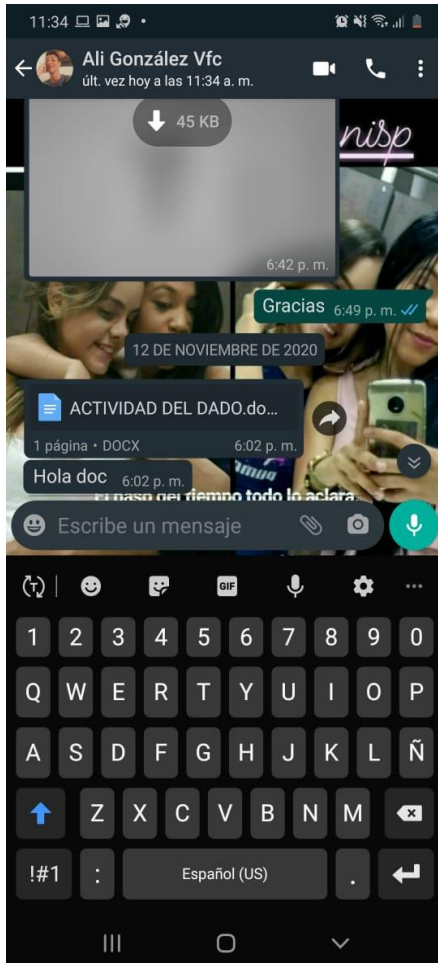 11:34
Ali González Vfc
últ. vez hoy a las 11:34 a. m.
45 KB
nisp
6:42 p. m.
Gracias 6:49 p. m.
12 DE NOVIEMBRE DE 2020
ACTIVIDAD DEL DADO.do...
1 página • DOCX 6:02 p. m.
Hola doc 6:02 p. m.
El paso del tiempo todo lo aclara
Escribe un mensaje
T GIF
1 2 3 4 5 6 7 8 9 0
Q W E R T Y U I O P
A S D F G H J K L Ñ
Z X C V B N M
!#1 : Español (US) .